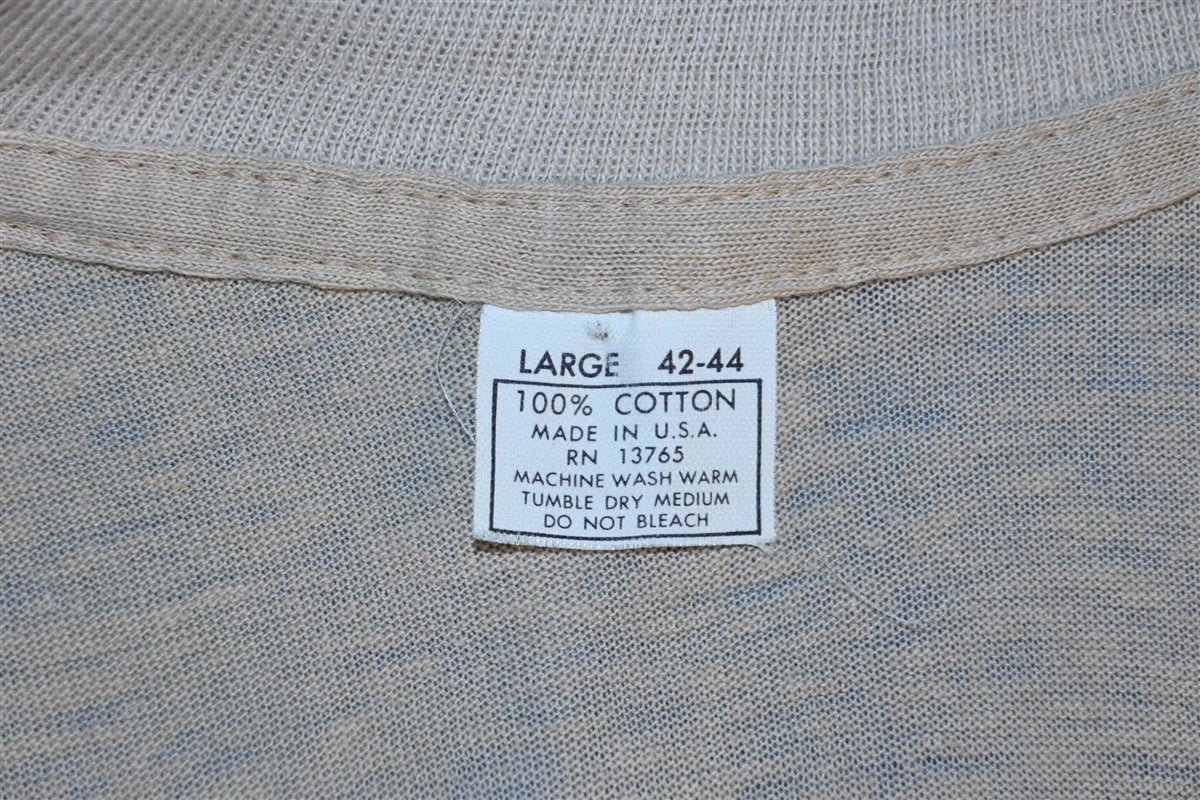 LARGE 42-44
100% COTTON
MADE IN U.S.A.
RN 13765
MACHINE WASH WARM
TUMBLE DRY MEDIUM
DO NOT BLEACH